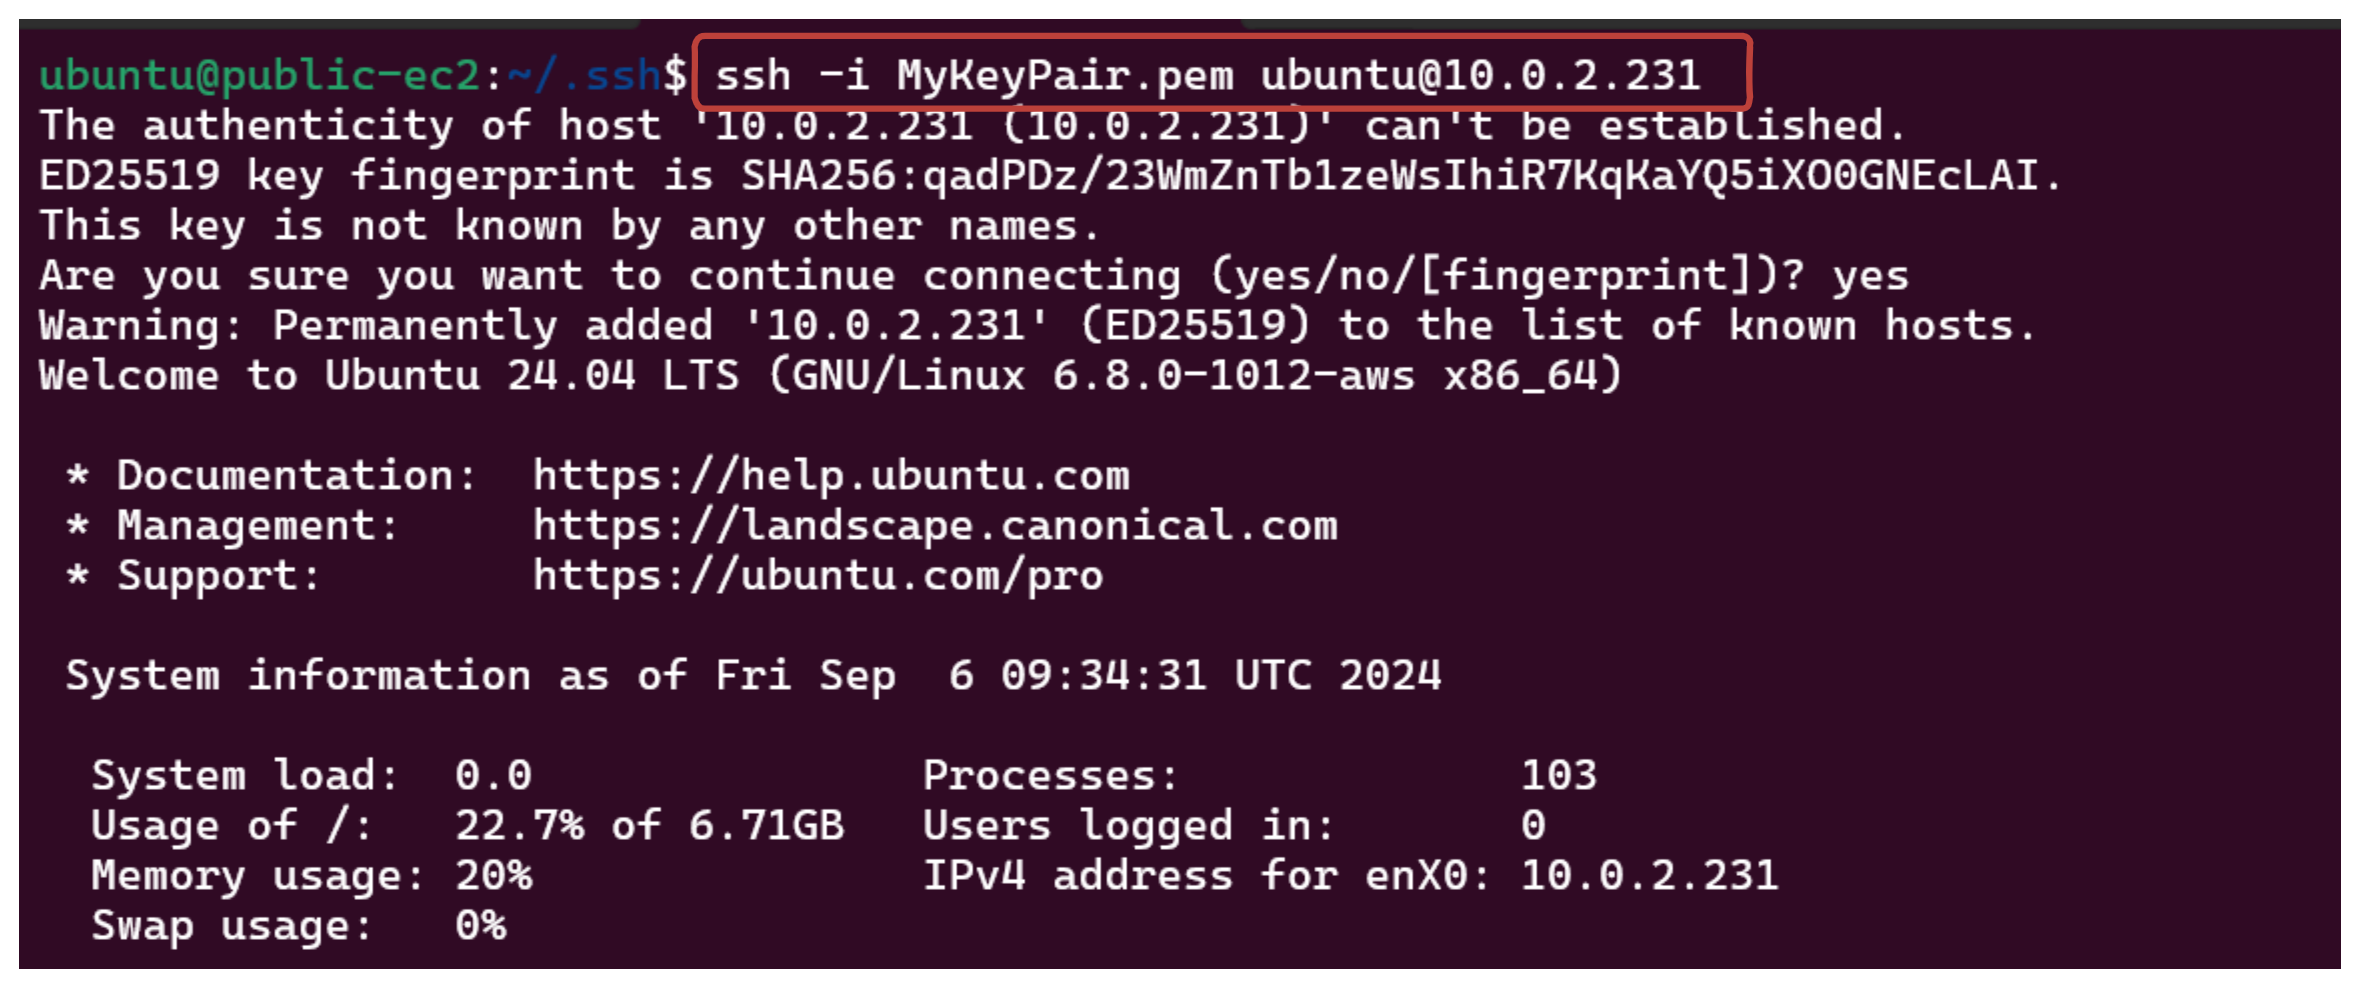 ubuntu@public-ec2:~/.ssh$ ssh -i MyKeyPair.pem ubuntu@10.0.2.231
The authenticity of host '10.0.2.231 (10.0.2.231)' can't be established.
ED25519 key fingerprint is SHA256:qadPDz/23WmZnTb1zeWsIhiR7KqKaYQ5iXO0GNEcLAI.
This key is not known by any other names.
Are you sure you want to continue connecting (yes/no/[fingerprint])? yes
Warning: Permanently added '10.0.2.231' (ED25519) to the list of known hosts.
Welcome to Ubuntu 24.04 LTS (GNU/Linux 6.8.0-1012-aws x86_64)
* Documentation: https://help.ubuntu.com
* Management: https://landscape.canonical.com
* Support: https://ubuntu.com/pro
System information as of Fri Sep 6 09:34:31 UTC 2024
System load: 0.0 Processes: 103
Usage of /: 22.7% of 6.71GB Users logged in: 0
Memory usage: 20% IPv4 address for enX0: 10.0.2.231
Swap usage: 0%